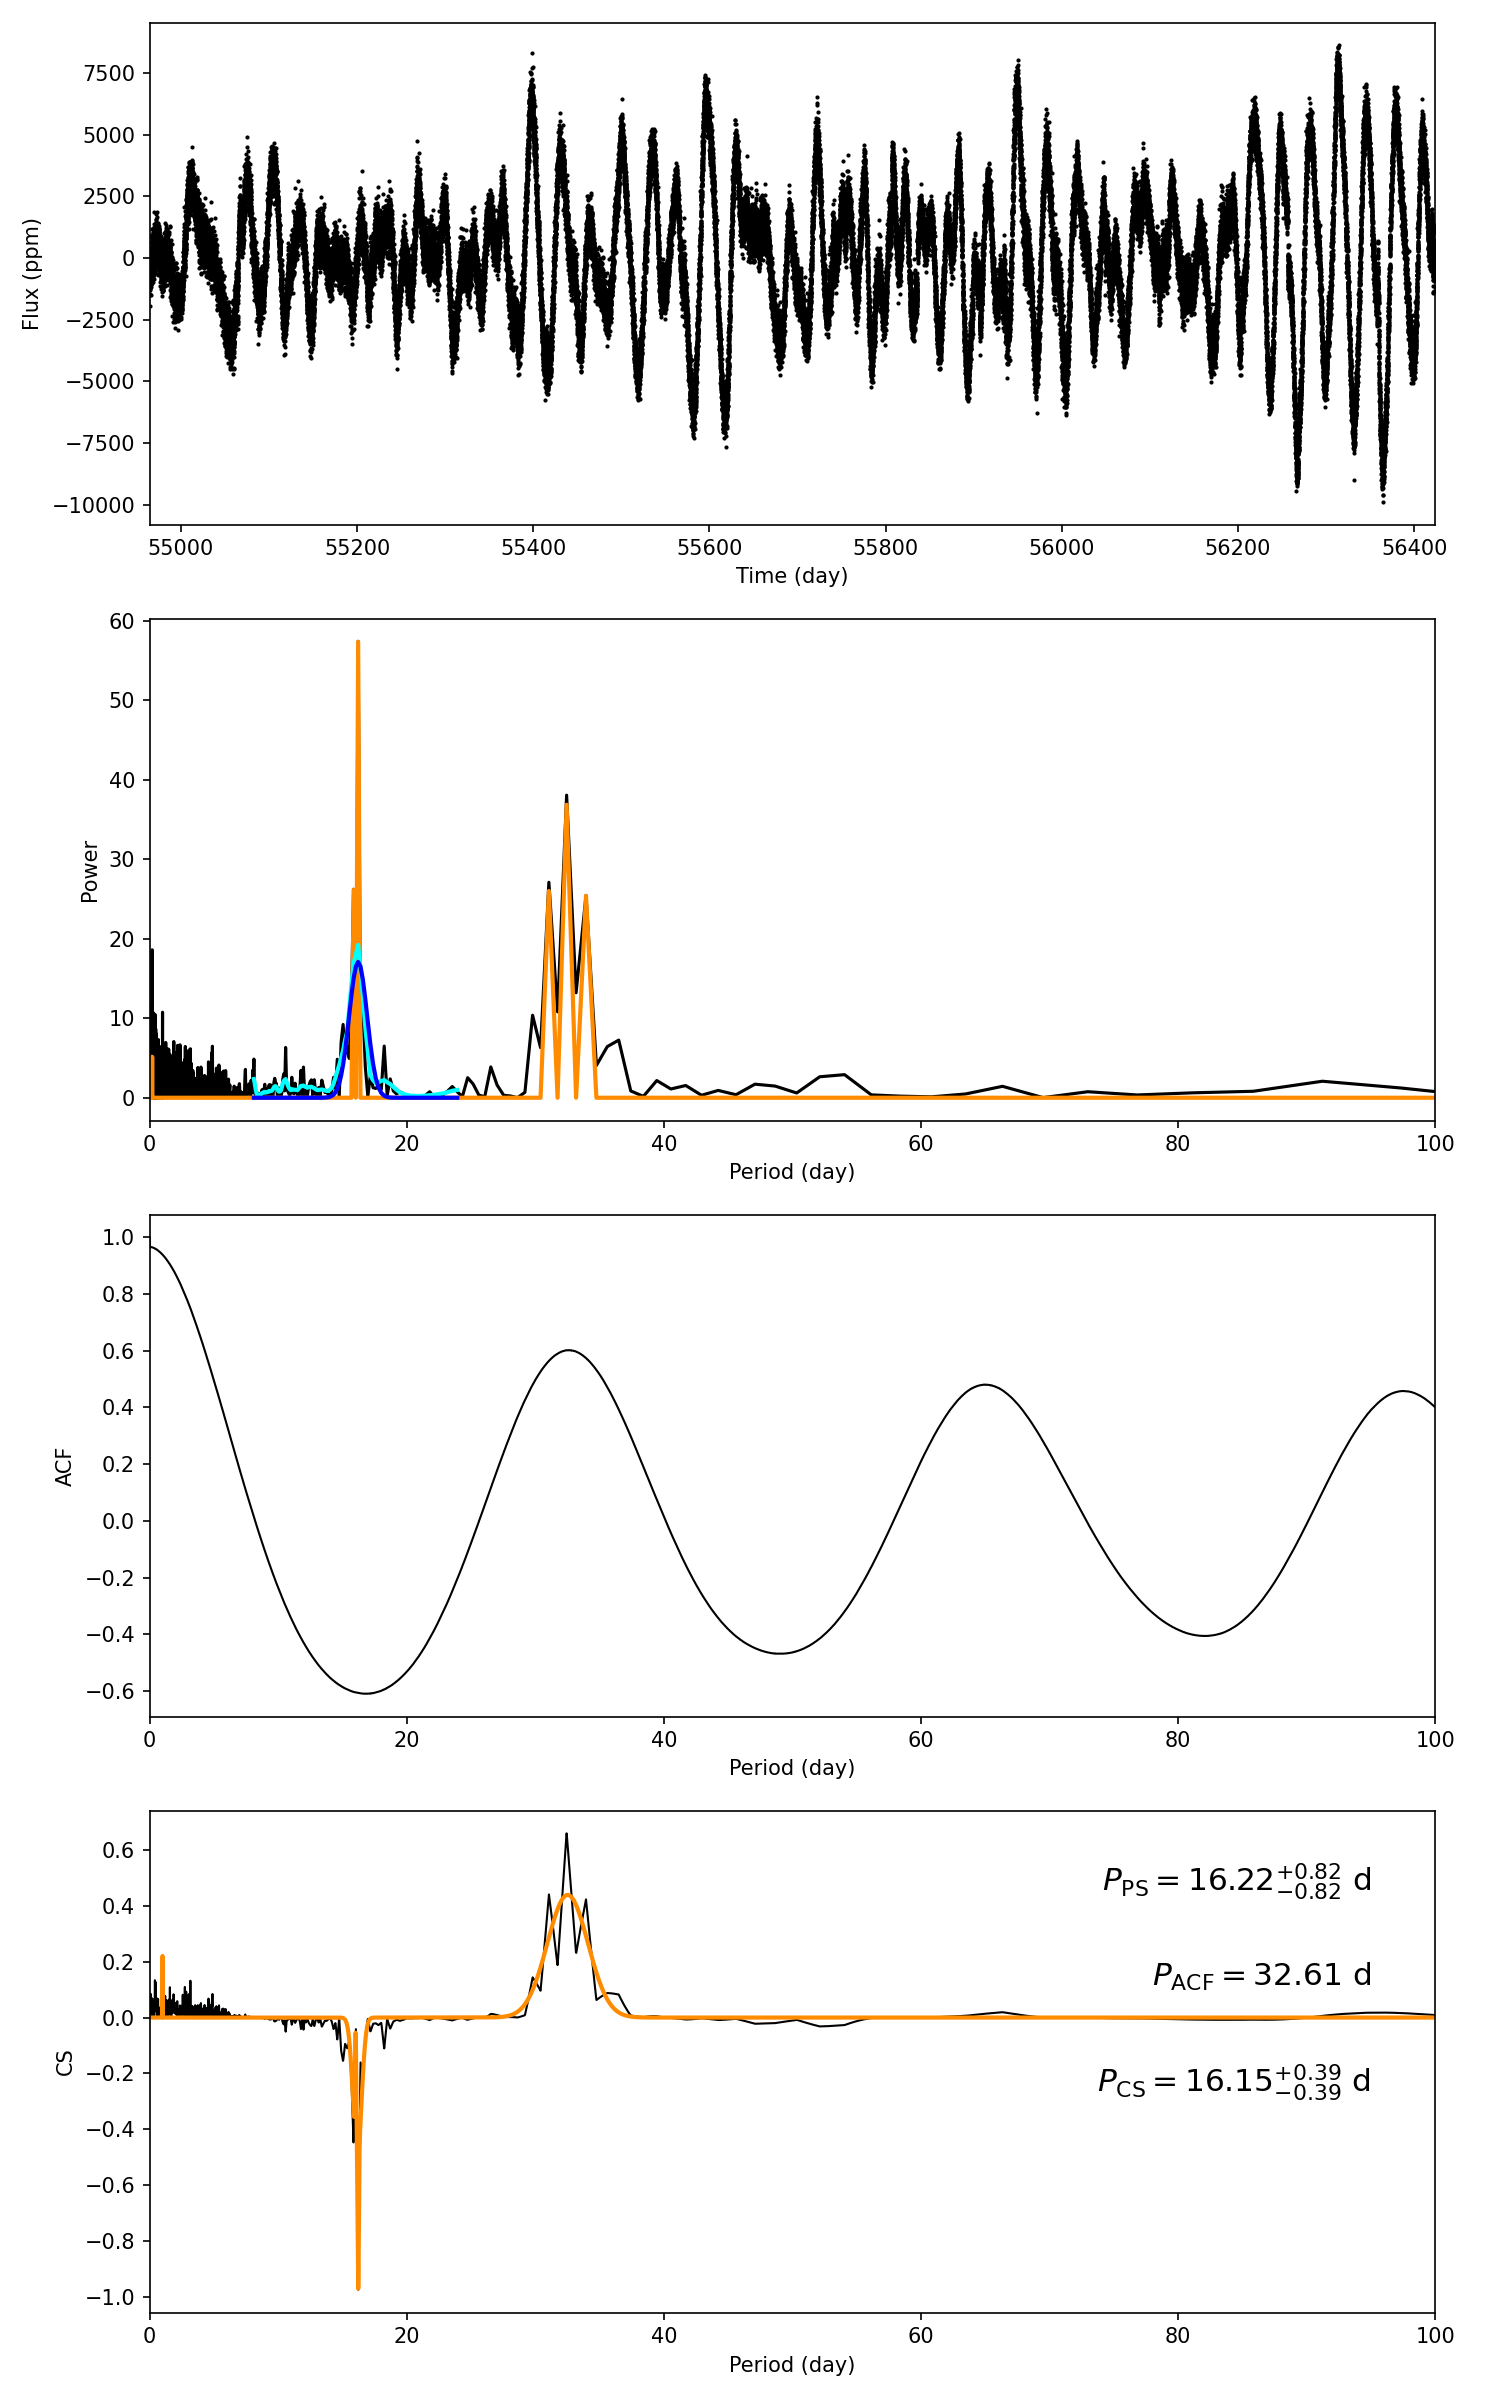 7500
5000
2500
0
−2500
−5000
−7500
−10000
Flux (ppm)
55000 55200 55400 55600 55800 56000 56200 56400
Time (day)
60
50
40
30
20
10
0
Power
0 20 40 60 80 100
Period (day)
1.0
0.8
0.6
0.4
0.2
0.0
−0.2
−0.4
−0.6
ACF
0 20 40 60 80 100
Period (day)
0.6
0.4
0.2
0.0
−0.2
−0.4
−0.6
−0.8
−1.0
CS
P_PS = 16.22^{+0.82}_{−0.82} d
P_ACF = 32.61 d
P_CS = 16.15^{+0.39}_{−0.39} d
0 20 40 60 80 100
Period (day)